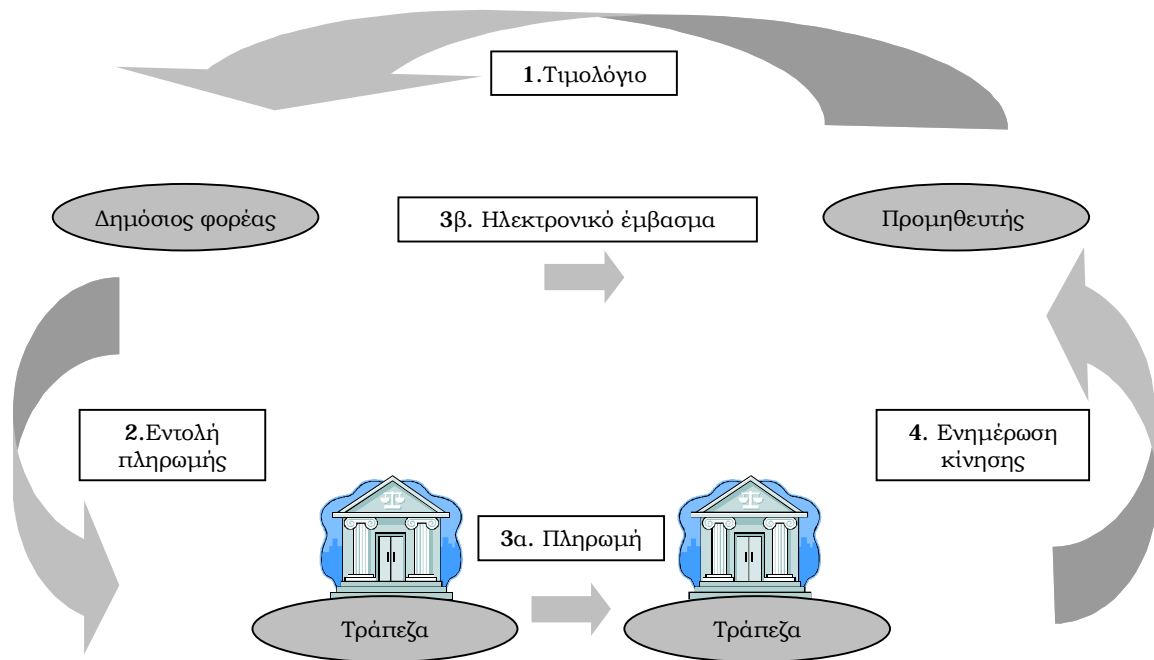 1.Τιμολόγιο
Δημόσιος φορέας
3β. Ηλεκτρονικό έμβασμα
Προμηθευτής
2.Εντολή
πληρωμής
4. Ενημέρωση
κίνησης
3α. Πληρωμή
Τράπεζα
Τράπεζα